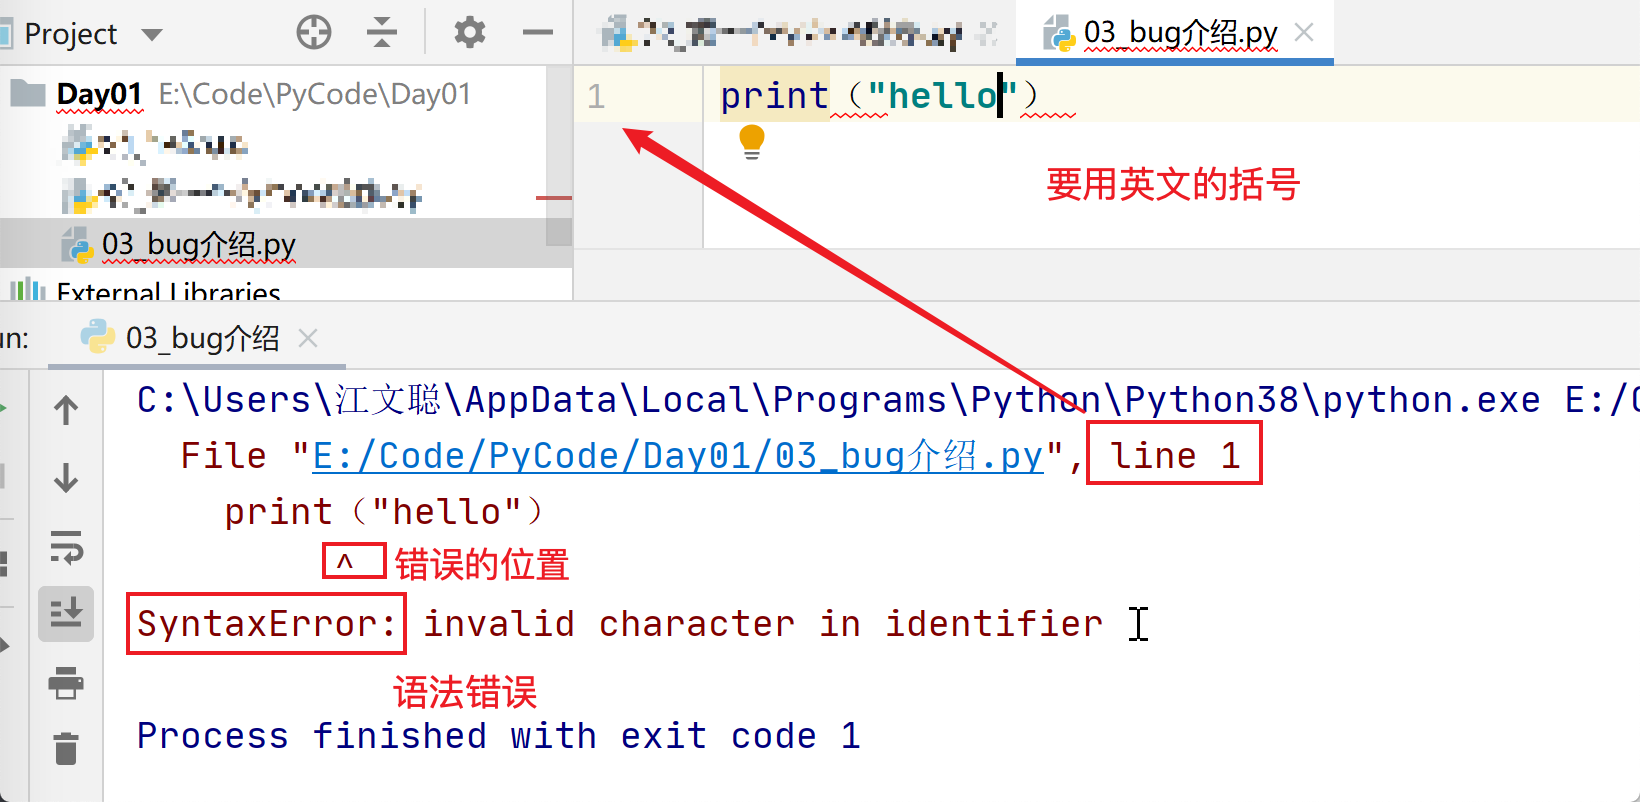 Project
03_bug介绍.py
Day01 E:\Code\PyCode\Day01
1 print（"hello"）
要用英文的括号
03_bug介绍.py
External Libraries
un: 03_bug介绍
C:\Users\江文聪\AppData\Local\Programs\Python\Python38\python.exe E:/
File "E:/Code/PyCode/Day01/03_bug介绍.py", line 1
print（"hello"）
^ 错误的位置
SyntaxError: invalid character in identifier
语法错误
Process finished with exit code 1